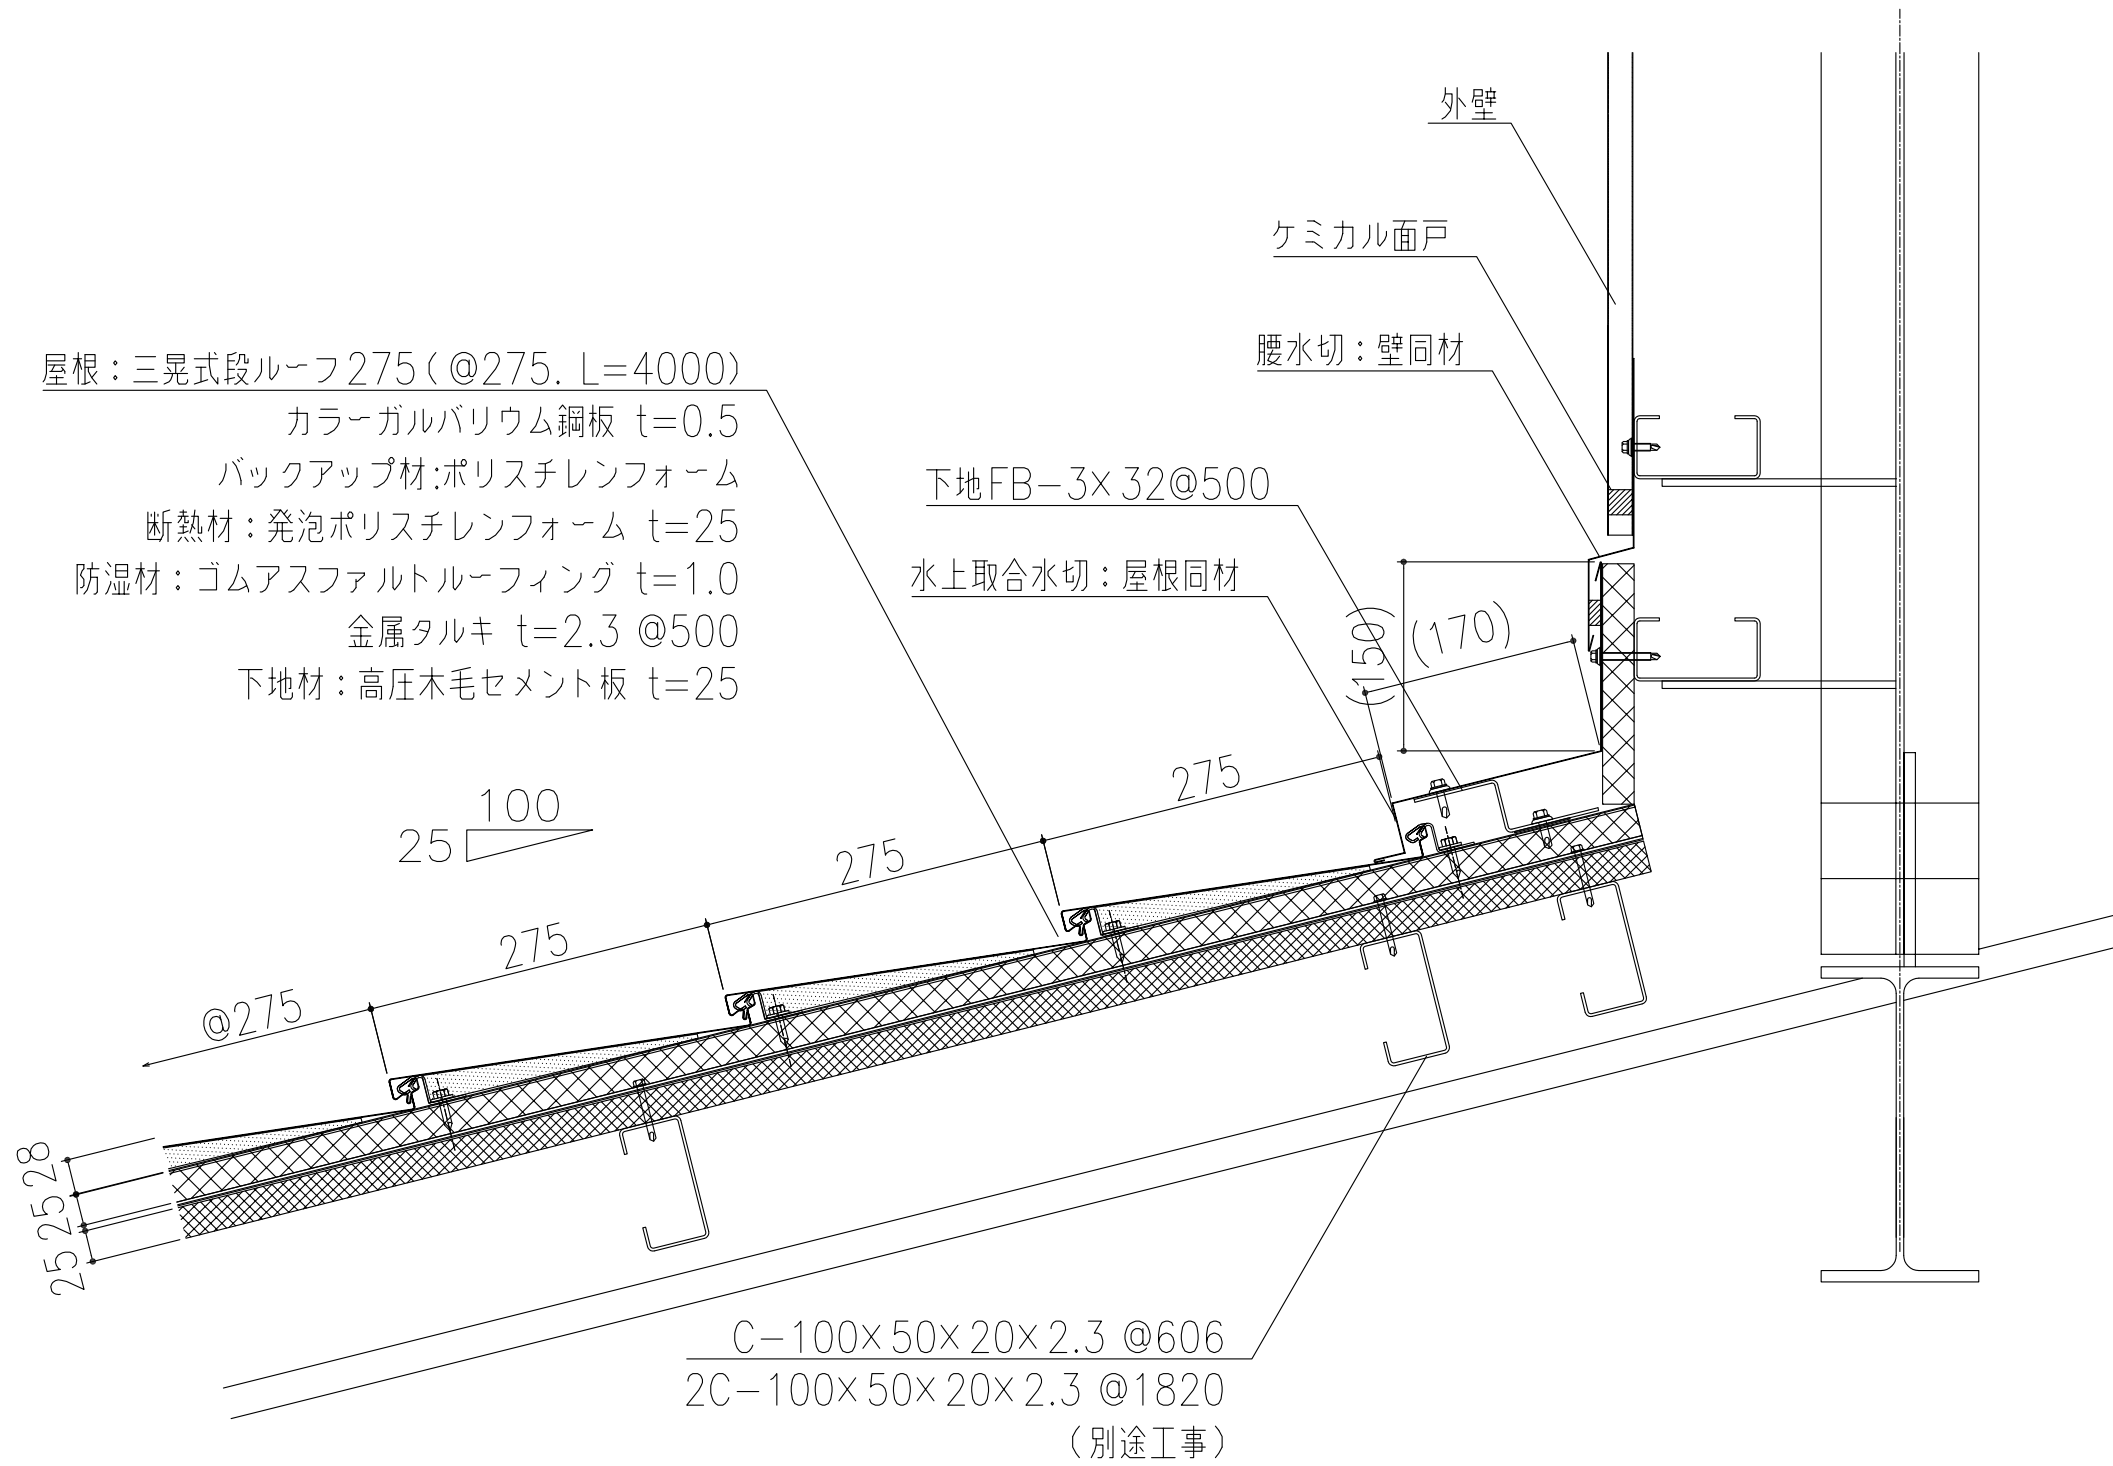 外壁
ケミカル面戸
腰水切：壁同材
屋根：三晃式段ルーフ275(@275. L=4000)
カラーガルバリウム鋼板 t=0.5
バックアップ材:ポリスチレンフォーム
断熱材：発泡ポリスチレンフォーム t=25
防湿材：ゴムアスファルトルーフィング t=1.0
金属タルキ t=2.3 @500
下地材：高圧木毛セメント板 t=25
下地FB-3×32@500
水上取合水切：屋根同材
(150)
(170)
100
25
275
275
275
@275
28
25
25
C-100×50×20×2.3 @606
2C-100×50×20×2.3 @1820
(別途工事)